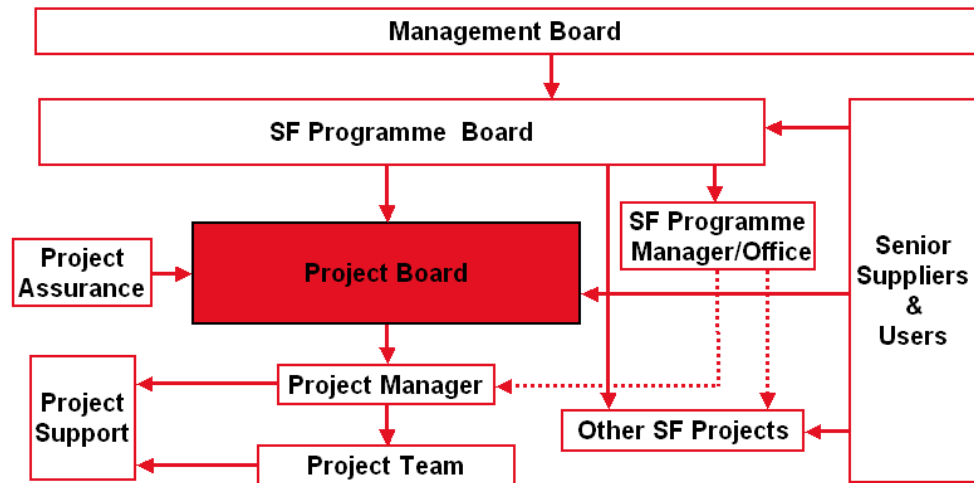 Management Board
SF Programme Board
SF Programme
Manager/Office
Project
Assurance
Project Board
Senior
Suppliers
&
Users
Project Manager
Project
Support
Other SF Projects
Project Team